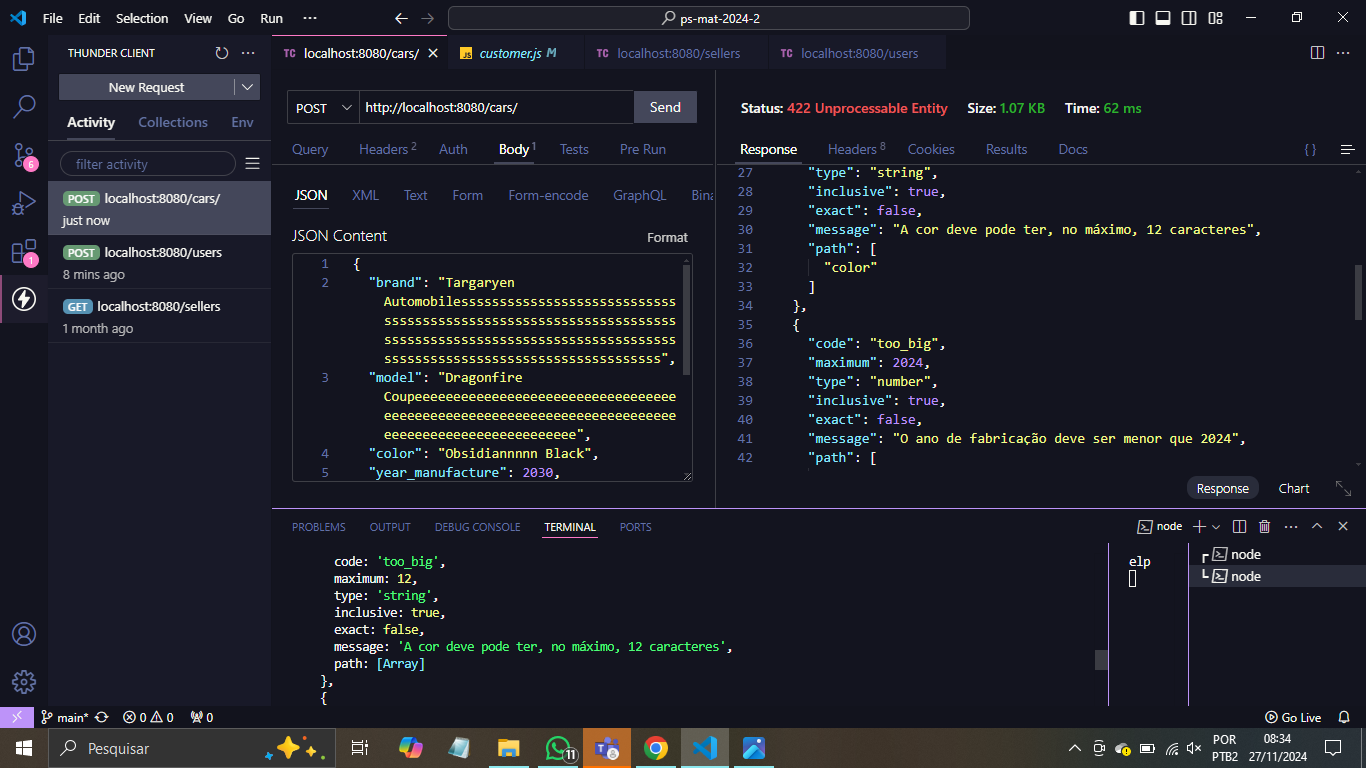 File Edit Selection View Go Run ··· ps-mat-2024-2
THUNDER CLIENT ···
New Request
Activity Collections Env
filter activity
POST localhost:8080/cars/
just now
POST localhost:8080/users
8 mins ago
GET localhost:8080/sellers
1 month ago
TC localhost:8080/cars/ JS customer.js M TC localhost:8080/sellers TC localhost:8080/users ···
POST http://localhost:8080/cars/ Send
Query Headers 2 Auth Body 1 Tests Pre Run
JSON XML Text Form Form-encode GraphQL Bina
JSON Content Format
1 {
2 "brand": "Targaryen
Automobilesssssssssssssssssssssssssssss
ssssssssssssssssssssssssssssssssssssss
ssssssssssssssssssssssssssssssssssssss
ssssssssssssssssssssssssssssssssssss",
3 "model": "Dragonfire
Coupeeeeeeeeeeeeeeeeeeeeeeeeeeeeeeeeee
eeeeeeeeeeeeeeeeeeeeeeeeeeeeeeeeeeeeee
eeeeeeeeeeeeeeeeeeeeeeeee",
4 "color": "Obsidiannnnn Black",
5 "year_manufacture": 2030,
Status: 422 Unprocessable Entity Size: 1.07 KB Time: 62 ms
Response Headers 8 Cookies Results Docs { }
27 "type": "string",
28 "inclusive": true,
29 "exact": false,
30 "message": "A cor deve pode ter, no máximo, 12 caracteres",
31 "path": [
32 "color"
33 ]
34 },
35 {
36 "code": "too_big",
37 "maximum": 2024,
38 "type": "number",
39 "inclusive": true,
40 "exact": false,
41 "message": "O ano de fabricação deve ser menor que 2024",
42 "path": [
Response Chart
PROBLEMS OUTPUT DEBUG CONSOLE TERMINAL PORTS node ···
code: 'too_big',
maximum: 12,
type: 'string',
inclusive: true,
exact: false,
message: 'A cor deve pode ter, no máximo, 12 caracteres',
path: [Array]
},
{
elp
node
node
6
1
main* 0 0 0 Go Live
Pesquisar 11 POR 08:34
PTB2 27/11/2024